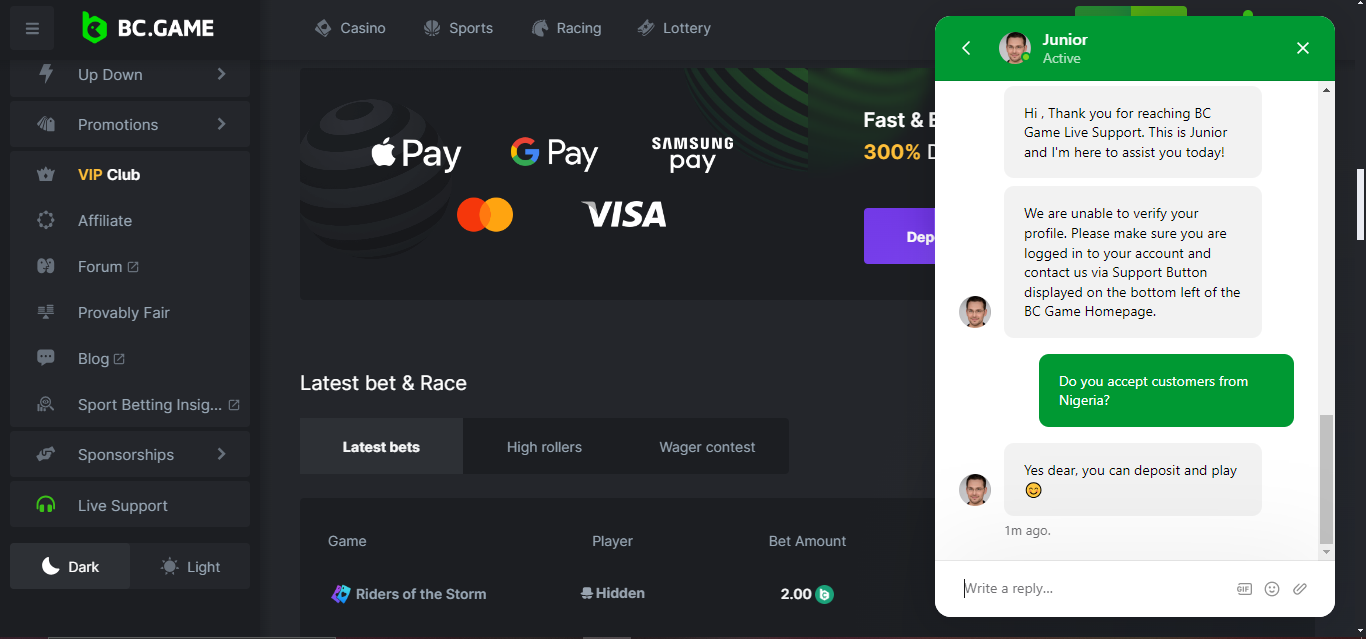 BC.GAME
Casino
Sports
Racing
Lottery
Up Down
Promotions
VIP Club
Affiliate
Forum
Provably Fair
Blog
Sport Betting Insig...
Sponsorships
Live Support
Dark
Light
Pay
G Pay
SAMSUNG
pay
VISA
Fast &
300%
Latest bet & Race
Latest bets
High rollers
Wager contest
Game
Player
Bet Amount
Riders of the Storm
Hidden
2.00
Junior
Active
Hi , Thank you for reaching BC
Game Live Support. This is Junior
and I'm here to assist you today!
We are unable to verify your
profile. Please make sure you are
logged in to your account and
contact us via Support Button
displayed on the bottom left of the
BC Game Homepage.
Do you accept customers from
Nigeria?
Yes dear, you can deposit and play
😊
1m ago.
Write a reply...
GIF